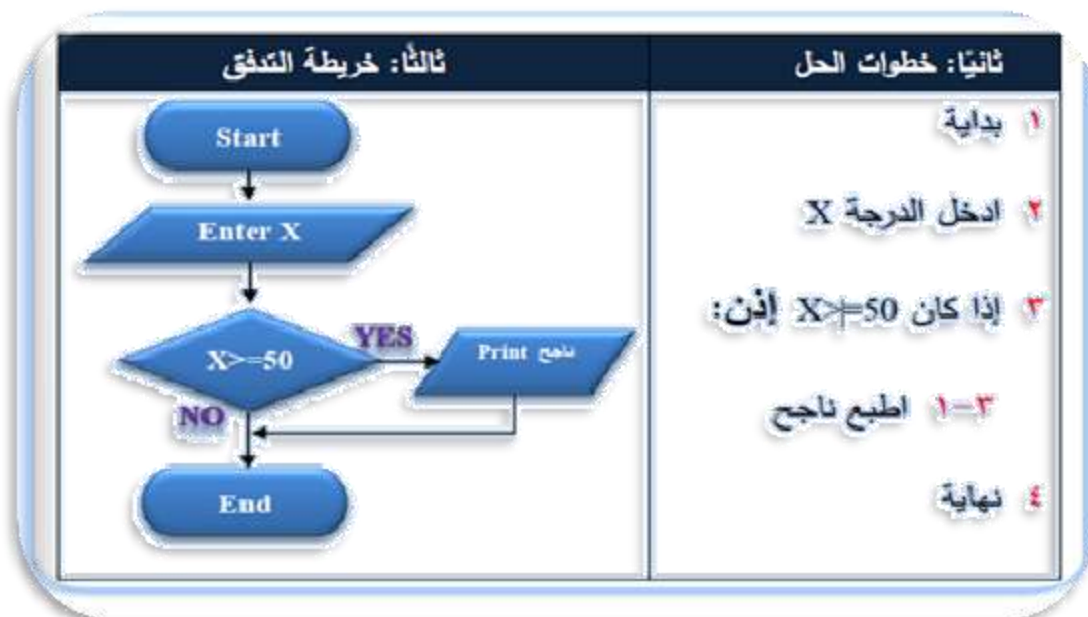 ثانيًا: خطوات الحل
١ بداية
٢ ادخل الدرجة X
٣ إذا كان X>=50 إذن:
٣-١ اطبع ناجح
٤ نهاية
ثالثًا: خريطة التدفق
Start
Enter X
X>=50
YES
Print ناجح
NO
End